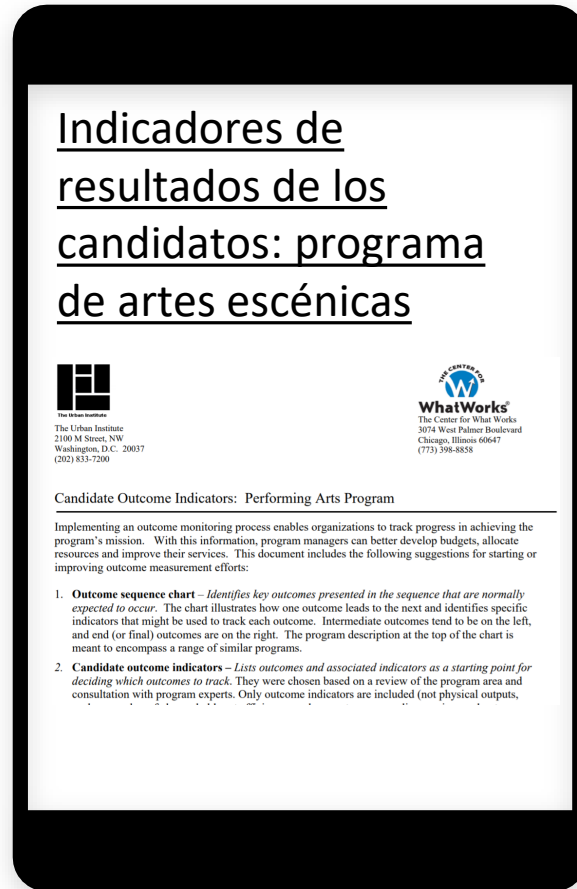 Indicadores de
resultados de los
candidatos: programa
de artes escénicas
The Urban Institute
The Urban Institute
2100 M Street, NW
Washington, D.C. 20037
(202) 833-7200
THE CENTER FOR
W
WhatWorks®
The Center for What Works
3074 West Palmer Boulevard
Chicago, Illinois 60647
(773) 398-8858
Candidate Outcome Indicators: Performing Arts Program
Implementing an outcome monitoring process enables organizations to track progress in achieving the
program's mission. With this information, program managers can better develop budgets, allocate
resources and improve their services. This document includes the following suggestions for starting or
improving outcome measurement efforts:
1. Outcome sequence chart – Identifies key outcomes presented in the sequence that are normally
expected to occur. The chart illustrates how one outcome leads to the next and identifies specific
indicators that might be used to track each outcome. Intermediate outcomes tend to be on the left,
and end (or final) outcomes are on the right. The program description at the top of the chart is
meant to encompass a range of similar programs.
2. Candidate outcome indicators – Lists outcomes and associated indicators as a starting point for
deciding which outcomes to track. They were chosen based on a review of the program area and
consultation with program experts. Only outcome indicators are included (not physical outputs,